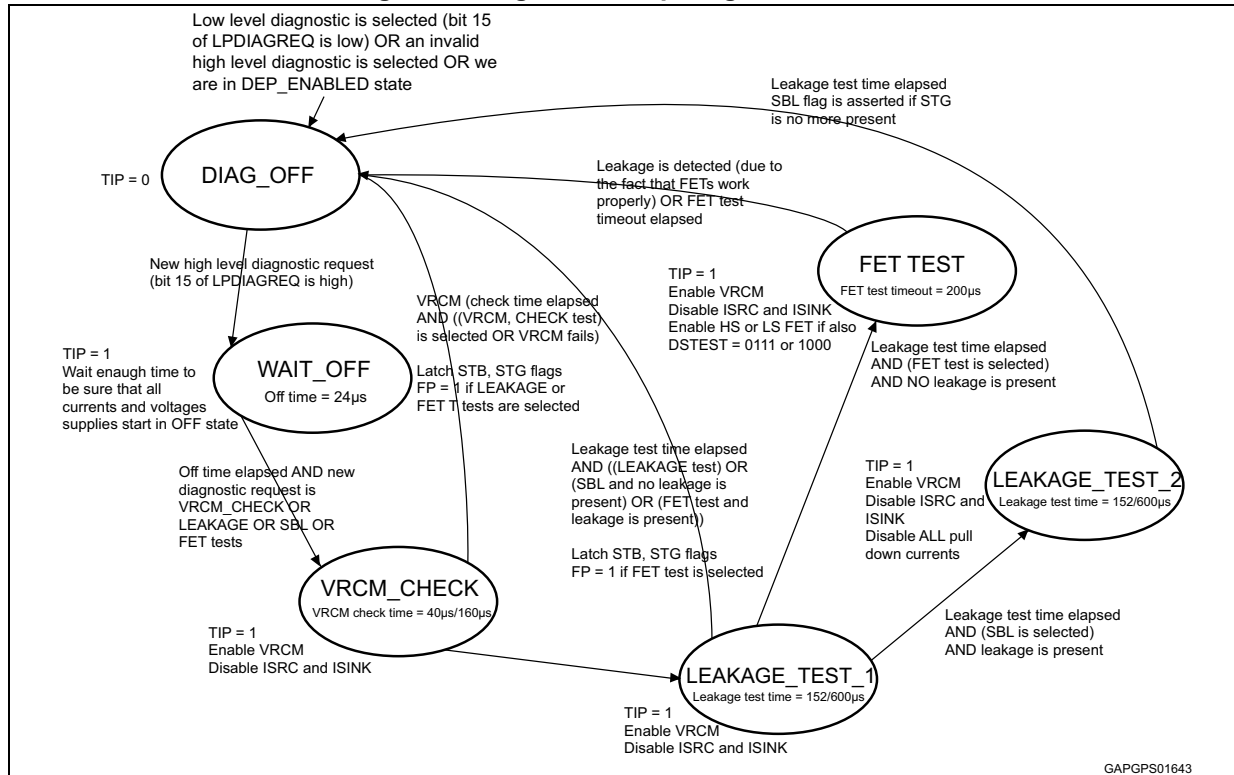 Low level diagnostic is selected (bit 15
of LPDIAGREQ is low) OR an invalid
high level diagnostic is selected OR we
are in DEP_ENABLED state
Leakage test time elapsed
SBL flag is asserted if STG
is no more present
TIP = 0
DIAG_OFF
Leakage is detected (due to
the fact that FETs work
properly) OR FET test
timeout elapsed
New high level diagnostic request
(bit 15 of LPDIAGREQ is high)
FET TEST
FET test timeout = 200µs
TIP = 1
Enable VRCM
Disable ISRC and ISINK
Enable HS or LS FET if also
DSTEST = 0111 or 1000
VRCM (check time elapsed
AND ((VRCM, CHECK test)
is selected OR VRCM fails)
Latch STB, STG flags
FP = 1 if LEAKAGE or
FET T tests are selected
TIP = 1
Wait enaugh time to
be sure that all
currents and voltages
supplies start in OFF state
WAIT_OFF
Off time = 24µs
Leakage test time elapsed
AND (FET test is selected)
AND NO leakage is present
Off time elapsed AND new
diagnostic request is
VRCM_CHECK OR
LEAKAGE OR SBL OR
FET tests
Leakage test time elapsed
AND ((LEAKAGE test) OR
(SBL and no leakage is
present) OR (FET test and
leakage is present))
Latch STB, STG flags
FP = 1 if FET test is selected
TIP = 1
Enable VRCM
Disable ISRC and
ISINK
Disable ALL pull
down currents
LEAKAGE_TEST_2
Leakage test time = 152/600µs
VRCM_CHECK
VRCM check time = 40µs/160µs
TIP = 1
Enable VRCM
Disable ISRC and ISINK
Leakage test time elapsed
AND (SBL is selected)
AND leakage is present
LEAKAGE_TEST_1
Leakage test time = 152/600µs
TIP = 1
Enable VRCM
Disable ISRC and ISINK
GAPGPS01643